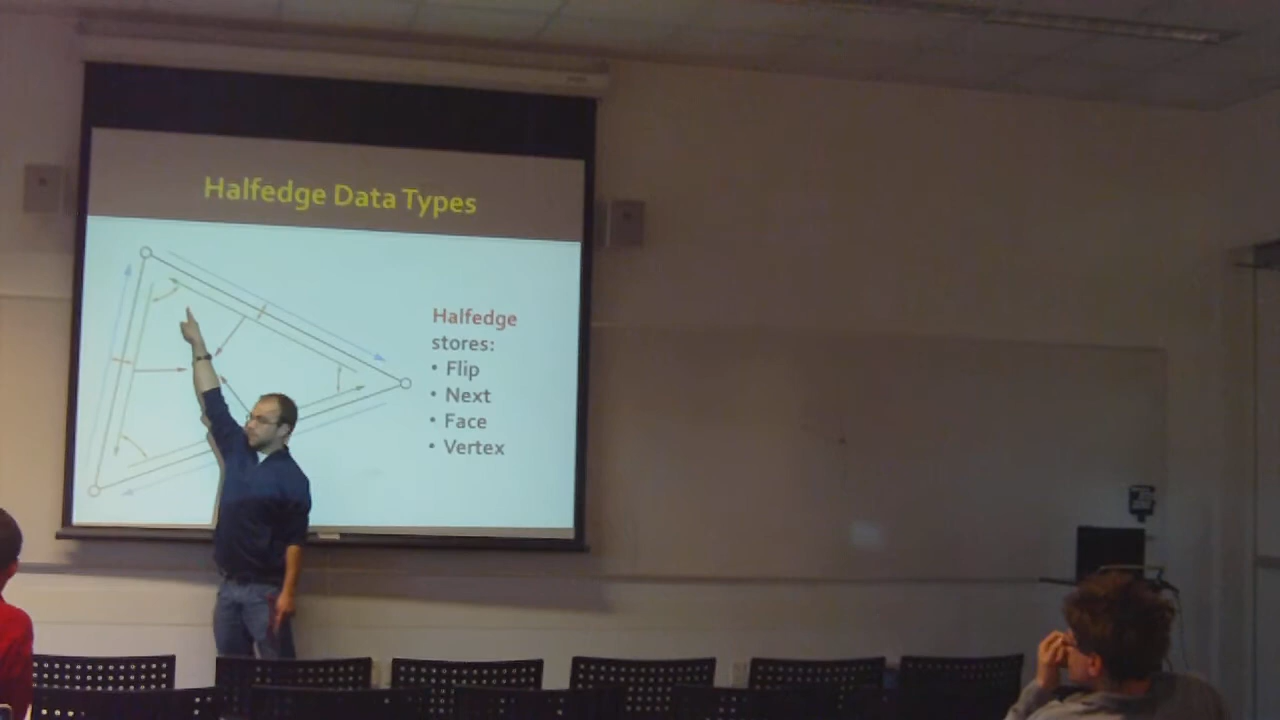 Halfedge Data Types
Halfedge
stores:
• Flip
• Next
• Face
• Vertex